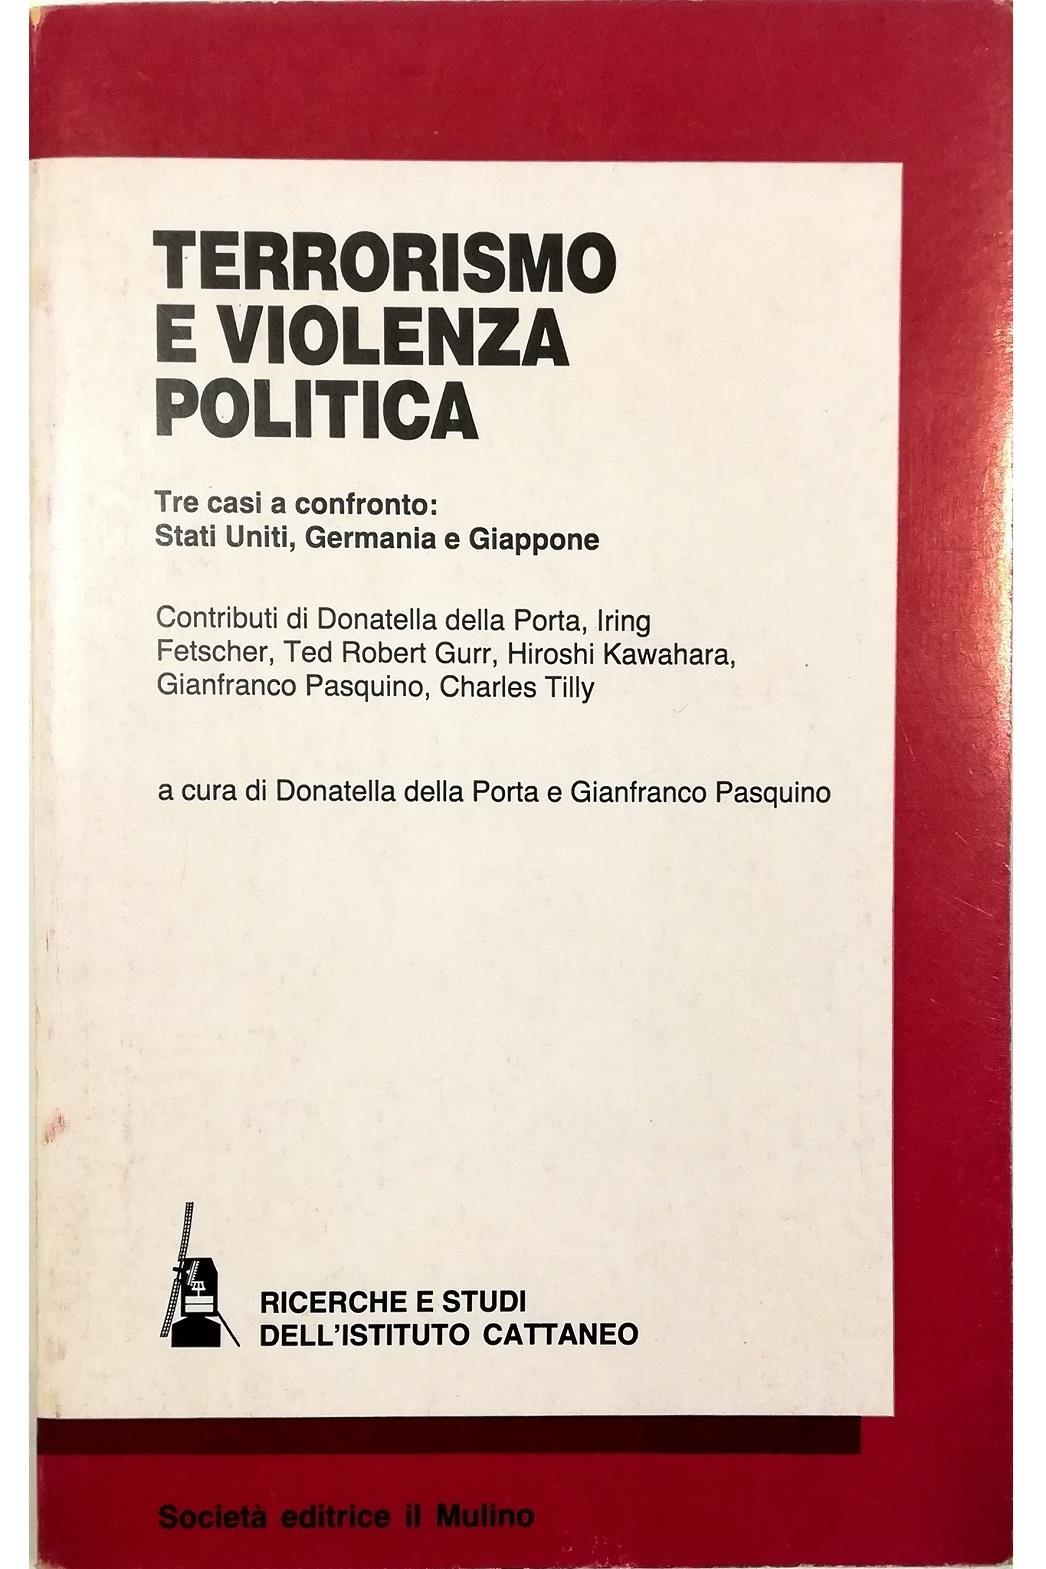 TERRORISMO
E VIOLENZA
POLITICA
Tre casi a confronto:
Stati Uniti, Germania e Giappone
Contributi di Donatella della Porta, Iring
Fetscher, Ted Robert Gurr, Hiroshi Kawahara,
Gianfranco Pasquino, Charles Tilly
a cura di Donatella della Porta e Gianfranco Pasquino
RICERCHE E STUDI
DELL'ISTITUTO CATTANEO
Società editrice il Mulino